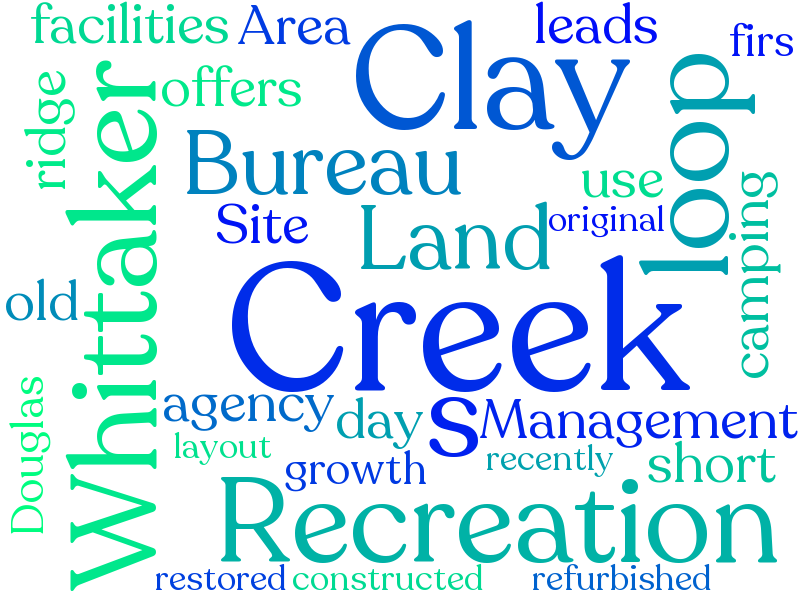 facilities
Area
leads
firs
Clay
offers
ridge
Whittaker
loop
Bureau
use
camping
Site
Land
original
old
Creek
agency
day
s
Management
Douglas
layout
growth
recently
short
Recreation
restored
constructed
refurbished